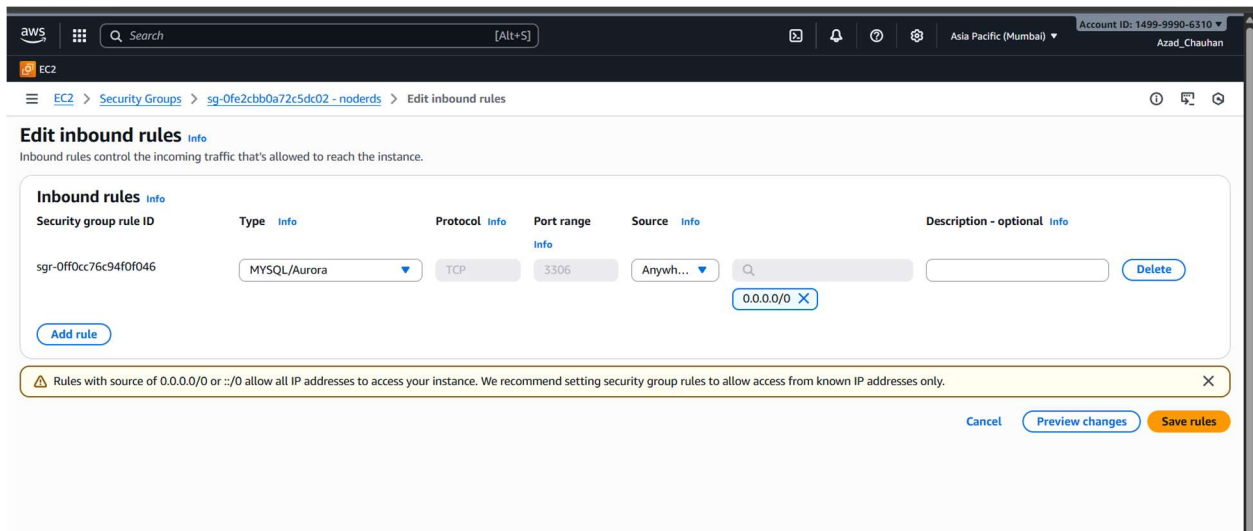 aws
Search [Alt+S]
Asia Pacific (Mumbai)
Account ID: 1499-9990-6310
Azad_Chauhan
EC2
EC2 > Security Groups > sg-0fe2cbb0a72c5dc02 - noderds > Edit inbound rules
Edit inbound rules Info
Inbound rules control the incoming traffic that's allowed to reach the instance.
Inbound rules Info
Security group rule ID Type Info Protocol Info Port range Source Info Description - optional Info
Info
sgr-0ff0cc76c94f0f046 MYSQL/Aurora TCP 3306 Anywh... Delete
0.0.0.0/0
Add rule
Rules with source of 0.0.0.0/0 or ::/0 allow all IP addresses to access your instance. We recommend setting security group rules to allow access from known IP addresses only.
Cancel Preview changes Save rules